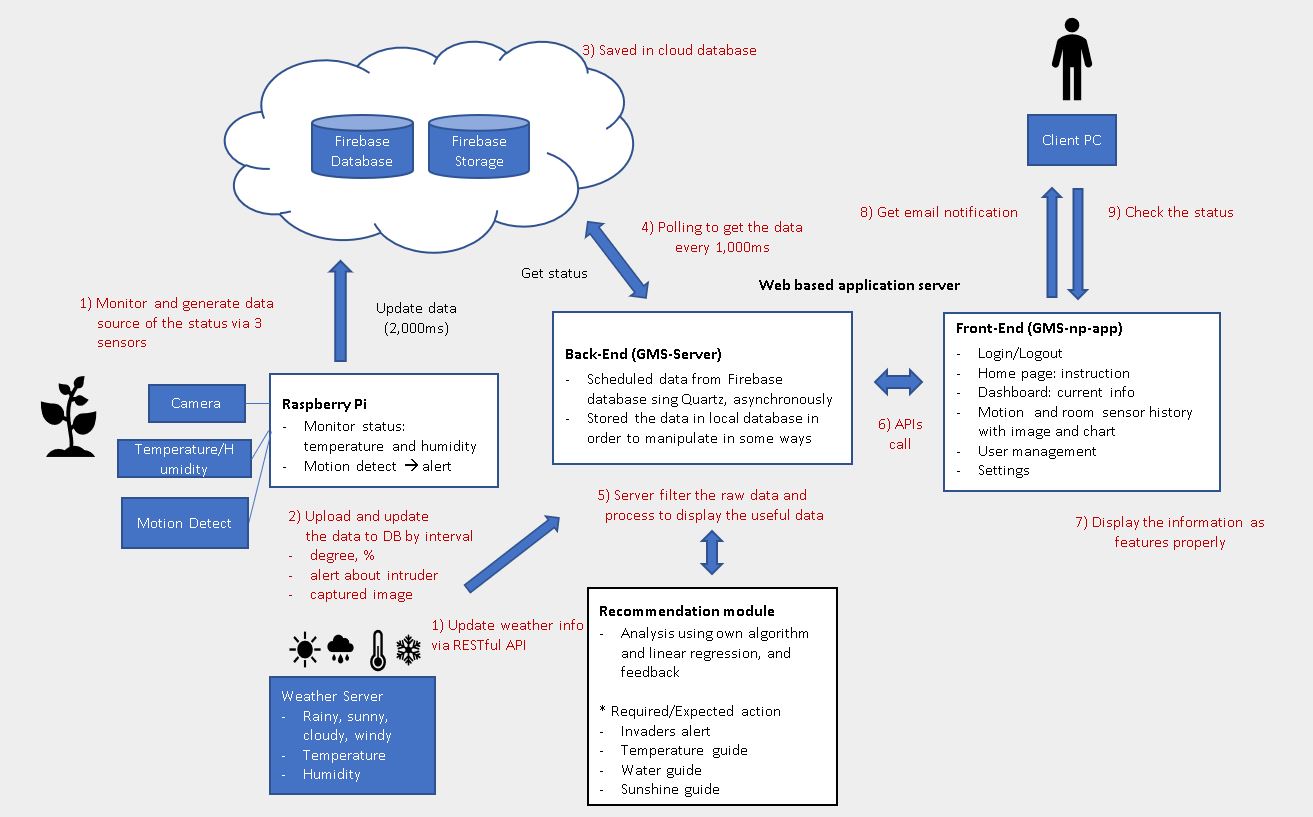 3) Saved in cloud database
Firebase
Database
Firebase
Storage
Client PC
8) Get email notification
9) Check the status
4) Polling to get the data
every 1,000ms
Get status
Web based application server
1) Monitor and generate data
source of the status via 3
sensors
Update data
(2,000ms)
Camera
Temperature/H
umidity
Motion Detect
Raspberry Pi
- Monitor status:
temperature and humidity
- Motion detect → alert
Back-End (GMS-Server)
- Scheduled data from Firebase
database sing Quartz, asynchronously
- Stored the data in local database in
order to manipulate in some ways
6) APIs
call
Front-End (GMS-np-app)
- Login/Logout
- Home page: instruction
- Dashboard: current info
- Motion and room sensor history
with image and chart
- User management
- Settings
7) Display the information as
features properly
5) Server filter the raw data and
process to display the useful data
2) Upload and update
the data to DB by interval
- degree, %
- alert about intruder
- captured image
1) Update weather info
via RESTful API
Weather Server
- Rainy, sunny,
cloudy, windy
- Temperature
- Humidity
Recommendation module
- Analysis using own algorithm
and linear regression, and
feedback
* Required/Expected action
- Invaders alert
- Temperature guide
- Water guide
- Sunshine guide